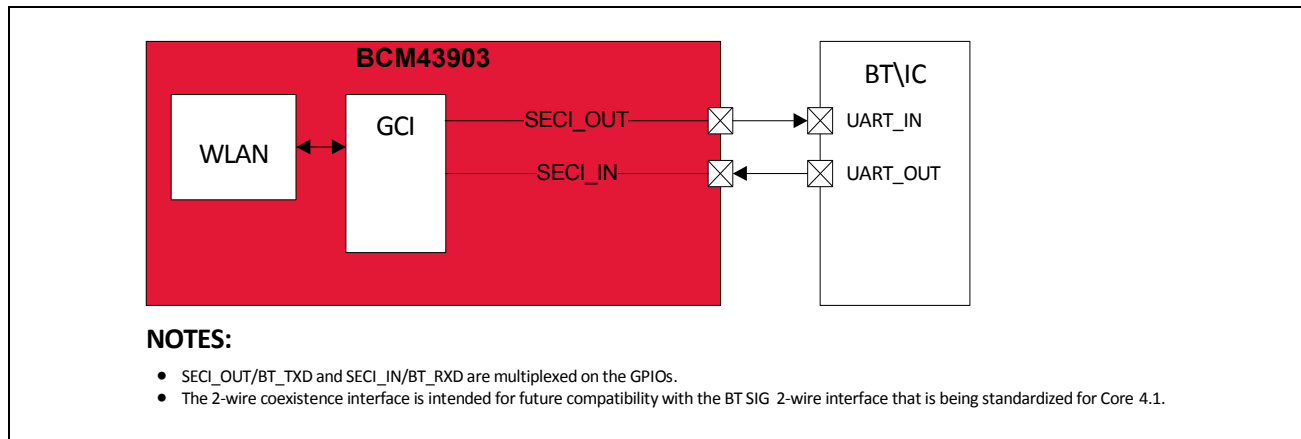 BCM43903
BT\IC
WLAN
GCI
SECI_OUT
UART_IN
SECI_IN
UART_OUT
NOTES:
• SECI_OUT/BT_TXD and SECI_IN/BT_RXD are multiplexed on the GPIOs.
• The 2-wire coexistence interface is intended for future compatibility with the BT SIG 2-wire interface that is being standardized for Core 4.1.